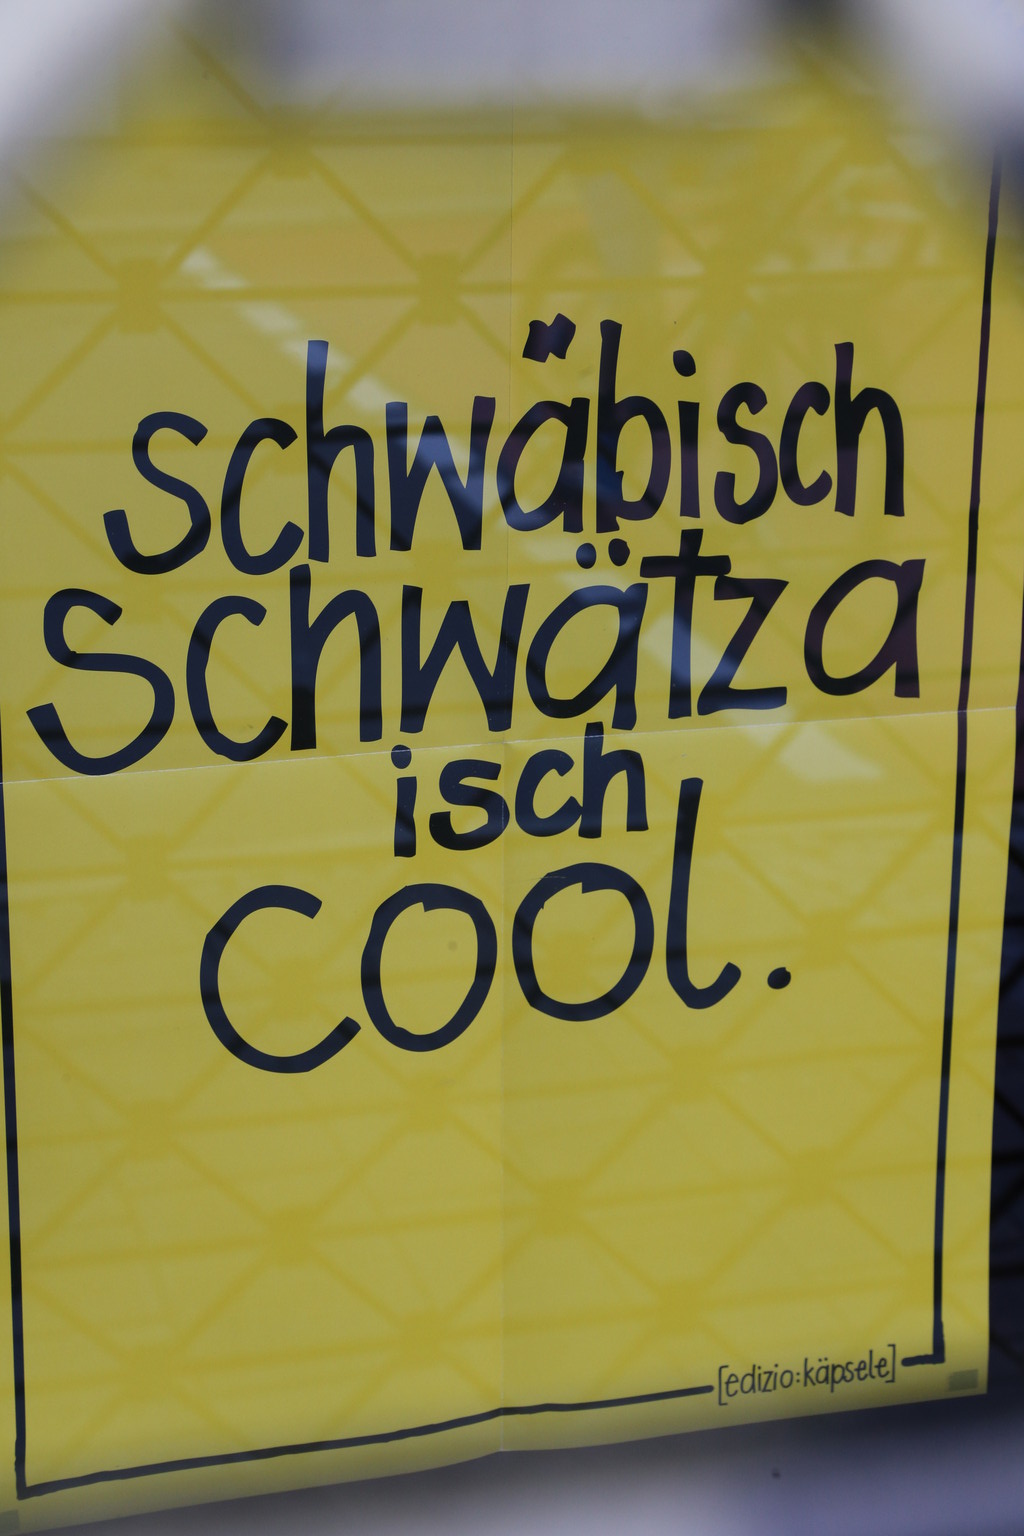 schwäbisch
schwätza
isch
cool.
[edizio:käpsele]